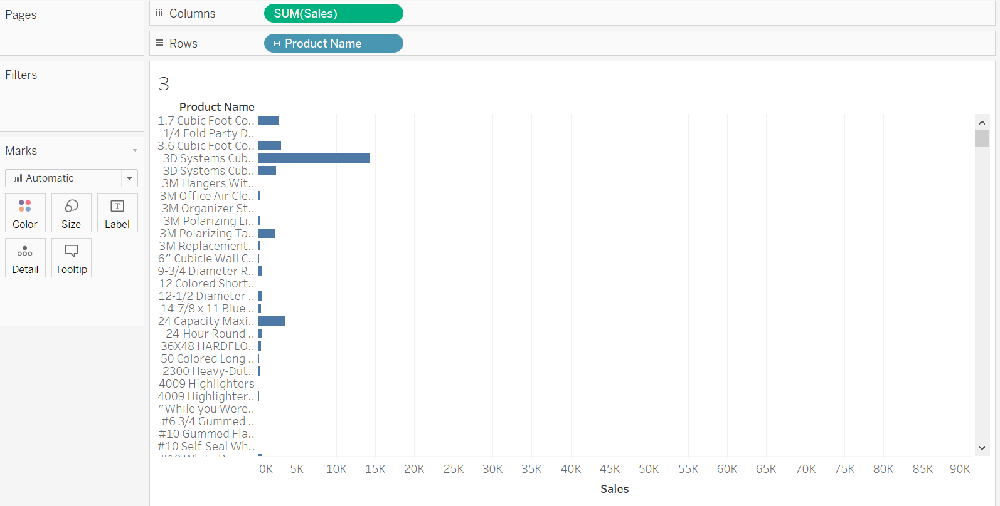 Pages
Columns
SUM(Sales)
Rows
Product Name
Filters
Marks
Automatic
Color
Size
Label
Detail
Tooltip
3
Product Name
1.7 Cubic Foot Co..
1/4 Fold Party D..
3.6 Cubic Foot Co..
3D Systems Cub..
3D Systems Cub..
3M Hangers Wit..
3M Office Air Cle..
3M Organizer St..
3M Polarizing Li..
3M Polarizing Ta..
3M Replacement..
6” Cubicle Wall C..
9-3/4 Diameter R..
12 Colored Short..
12-1/2 Diameter ..
14-7/8 x 11 Blue ..
24 Capacity Maxi..
24-Hour Round ..
36X48 HARDFLO..
50 Colored Long ..
2300 Heavy-Dut..
4009 Highlighters
4009 Highlighter..
”While you Were..
#6 3/4 Gummed ..
#10 Gummed Fla..
#10 Self-Seal Wh..
0K 5K 10K 15K 20K 25K 30K 35K 40K 45K 50K 55K 60K 65K 70K 75K 80K 85K 90K
Sales